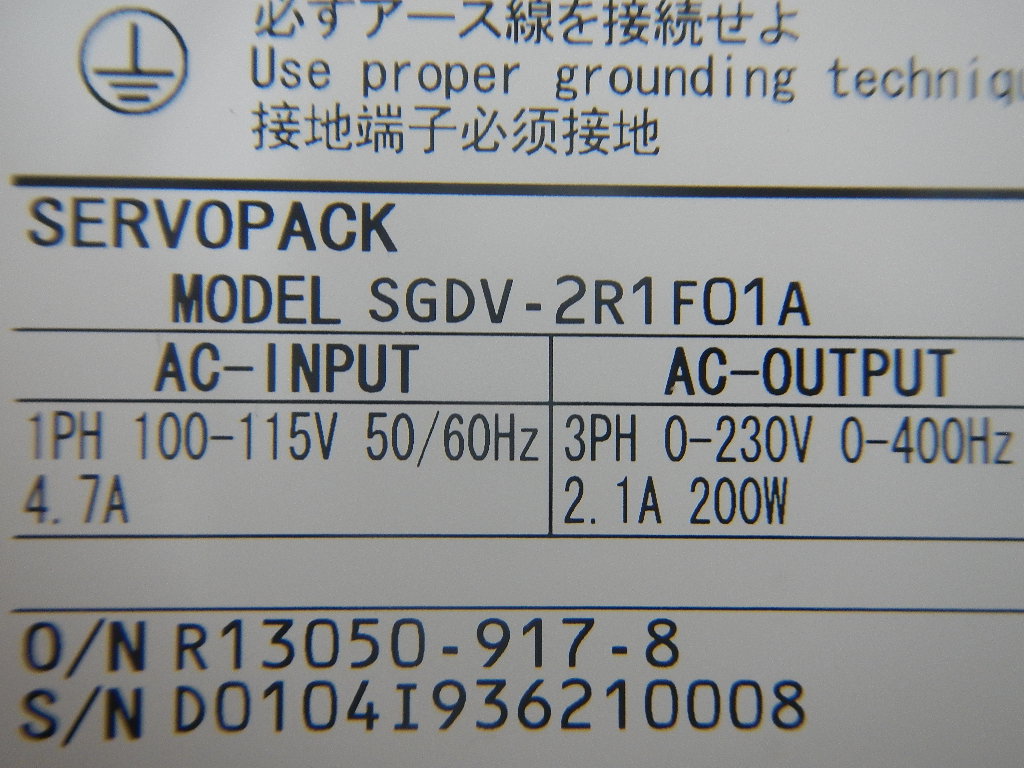 必ずアース線を接続せよ
Use proper grounding
接地端子必须接地
SERVOPACK
MODEL SGDV-2R1F01A
AC-INPUT AC-OUTPUT
1PH 100-115V 50/60Hz 3PH 0-230V 0-400Hz
4.7A 2.1A 200W
O/N R13050-917-8
S/N D0104I936210008